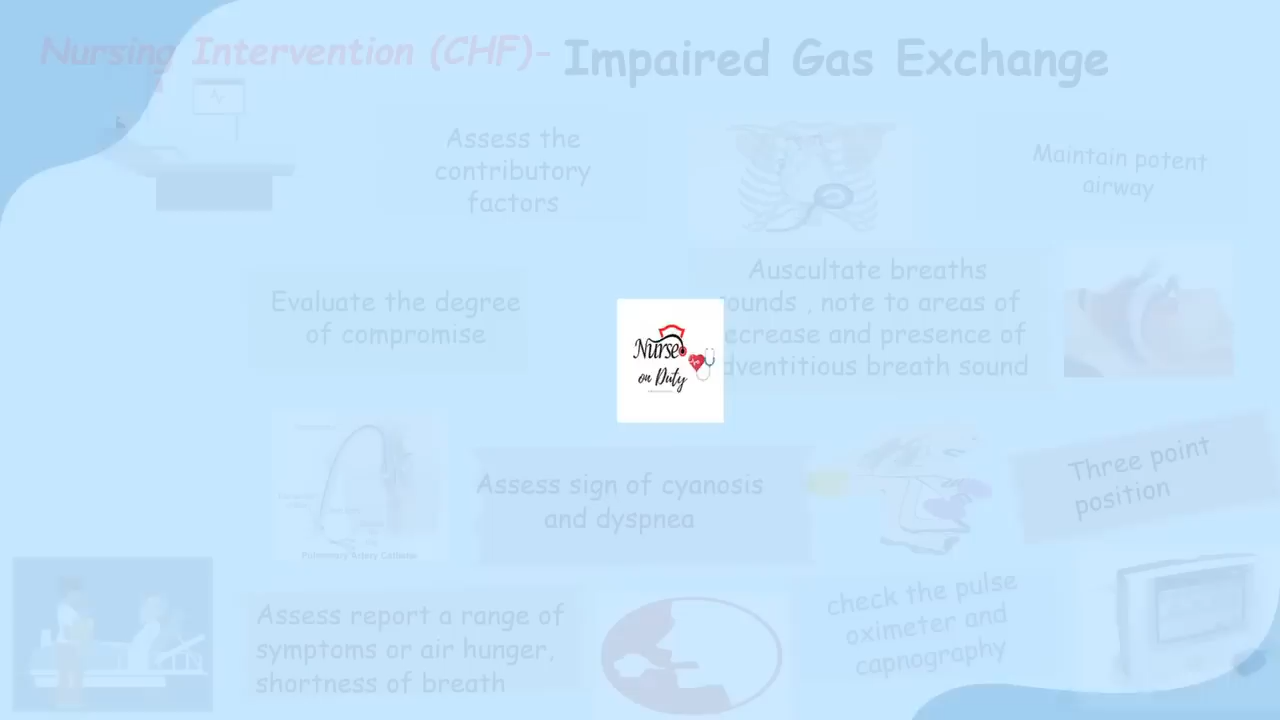 Nursing Intervention (CHF)- Impaired Gas Exchange
Assess the
contributory
factors
Maintain potent
airway
Evaluate the degree
of compromise
Auscultate breaths
ounds , note to areas of
ecrease and presence of
dventitious breath sound
Nurse
on Duty
Assess sign of cyanosis
and dyspnea
Three point
position
Pulmonary Artery Catheter
Assess report a range of
symptoms or air hunger,
shortness of breath
check the pulse
oximeter and
capnography